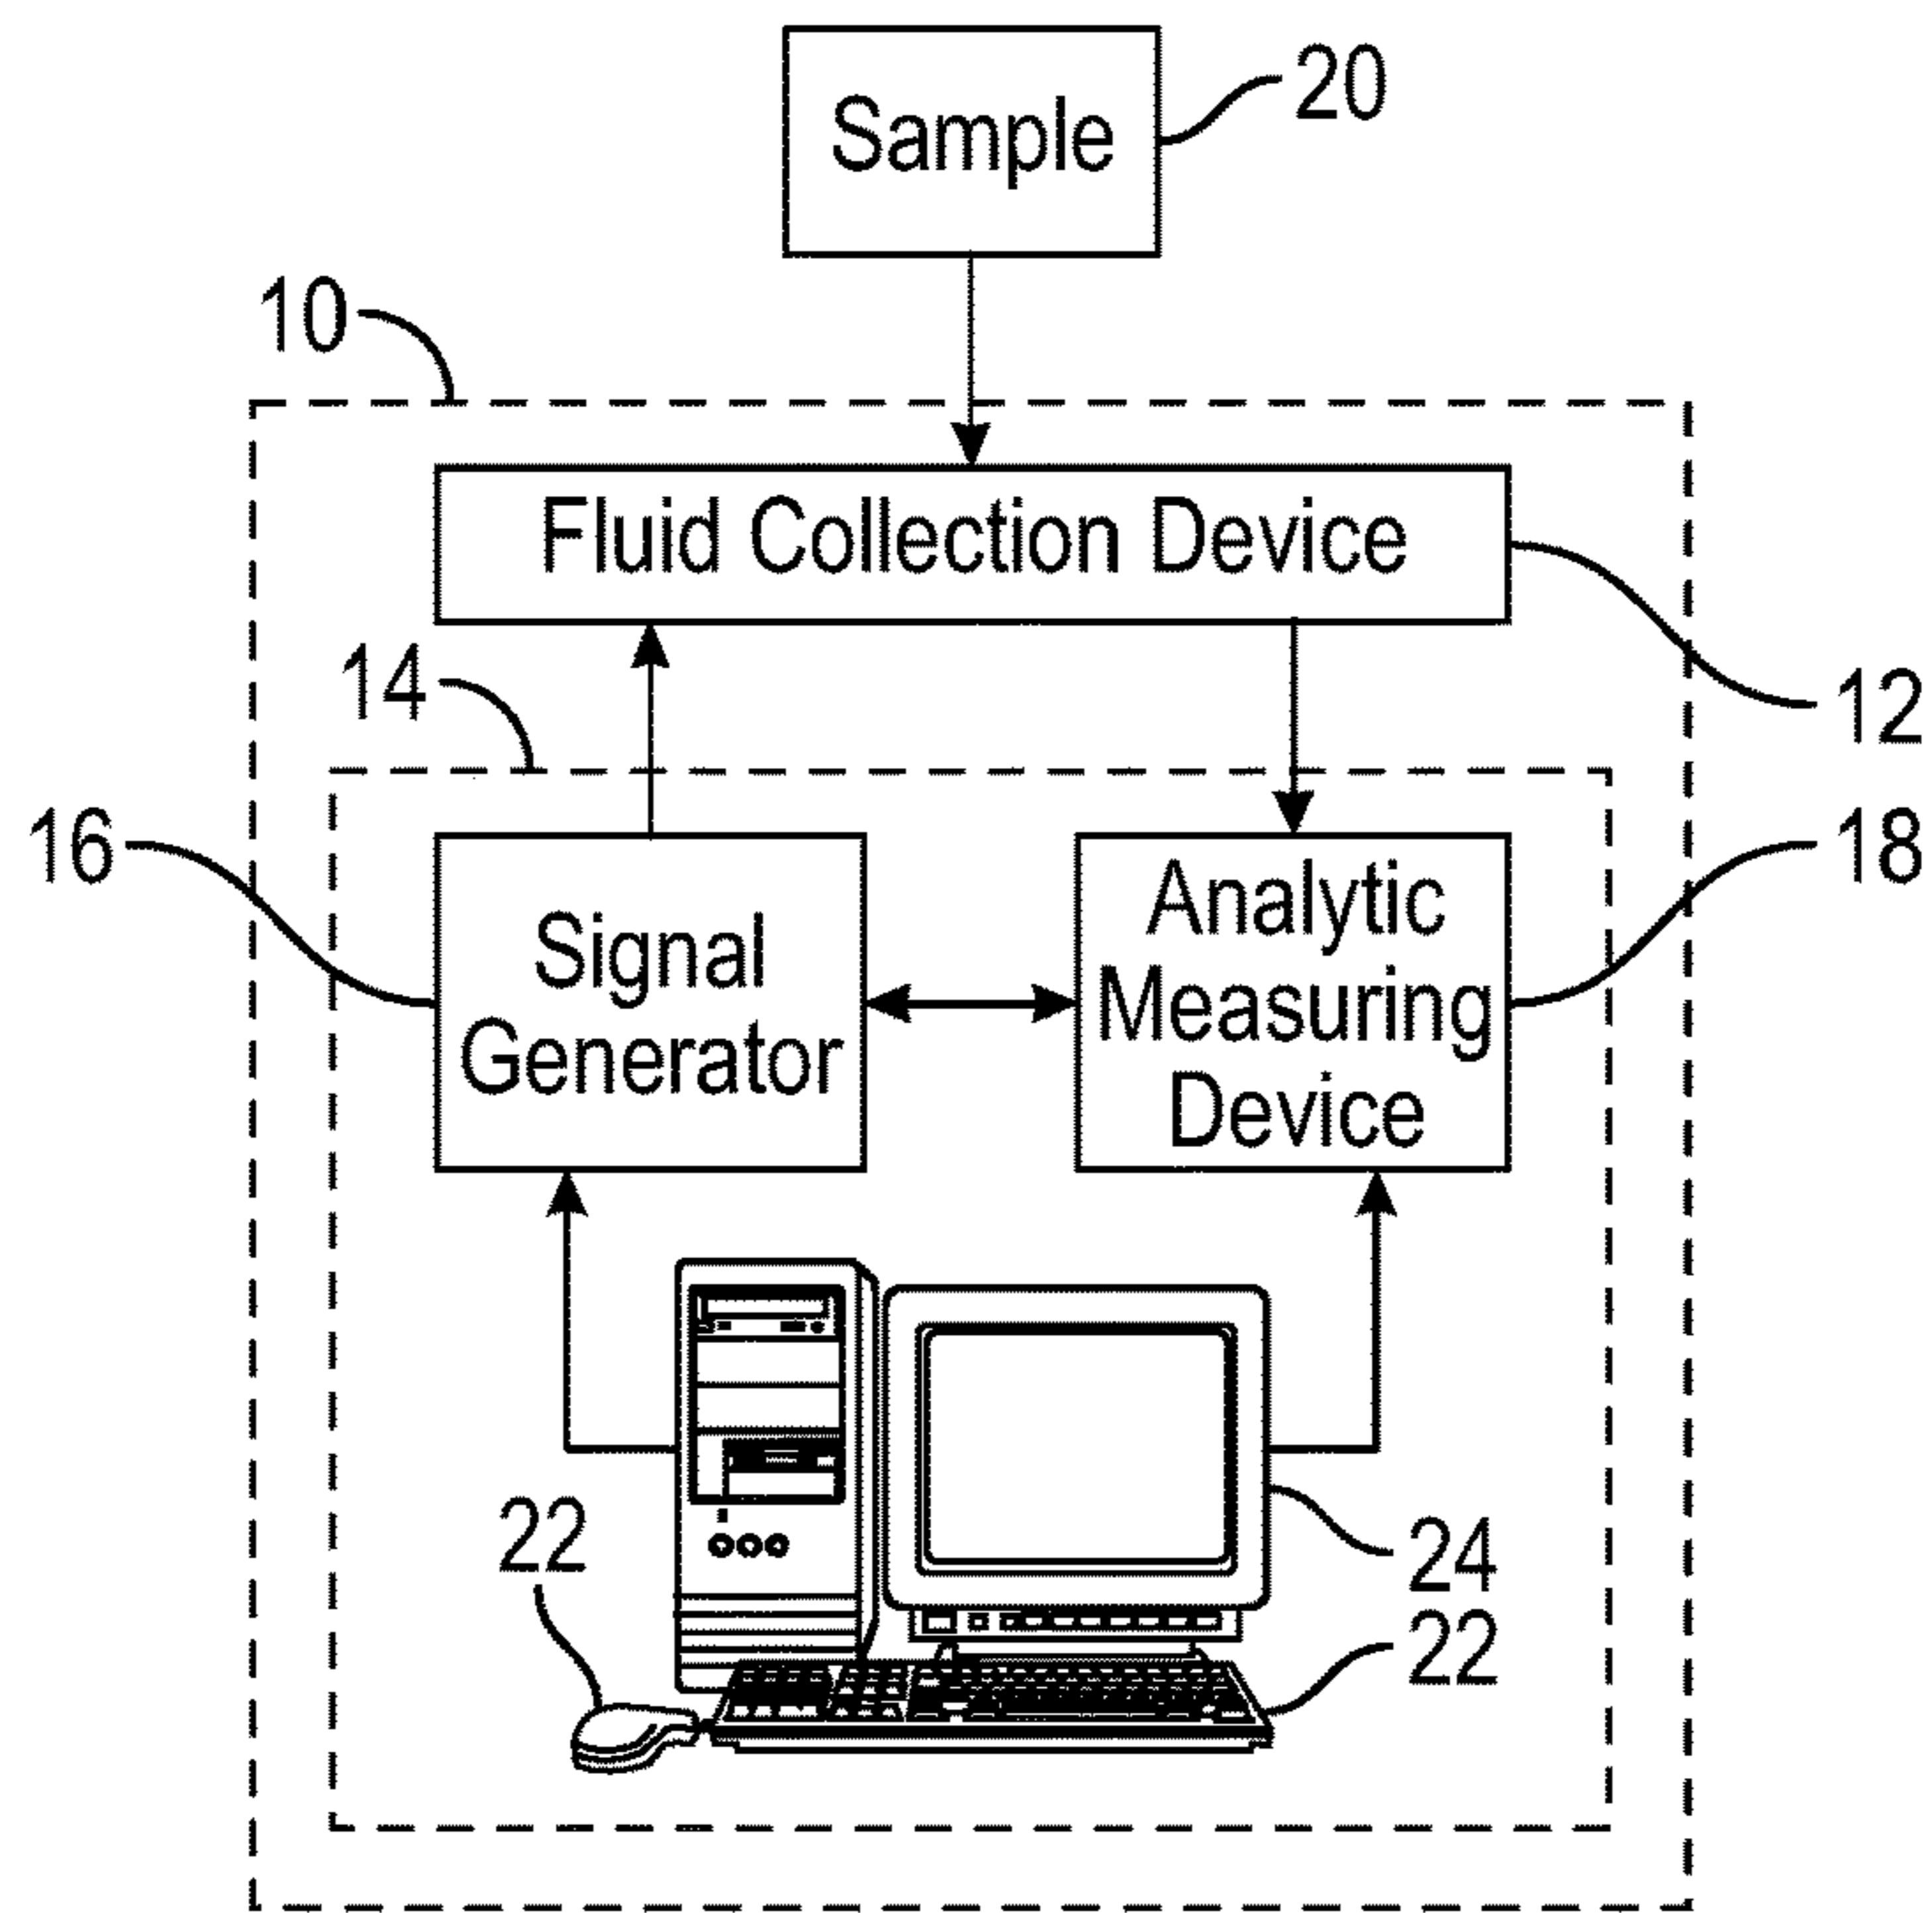 Sample
20
10
Fluid Collection Device
12
14
16
Signal
Generator
Analytic
Measuring
Device
18
22
24
22